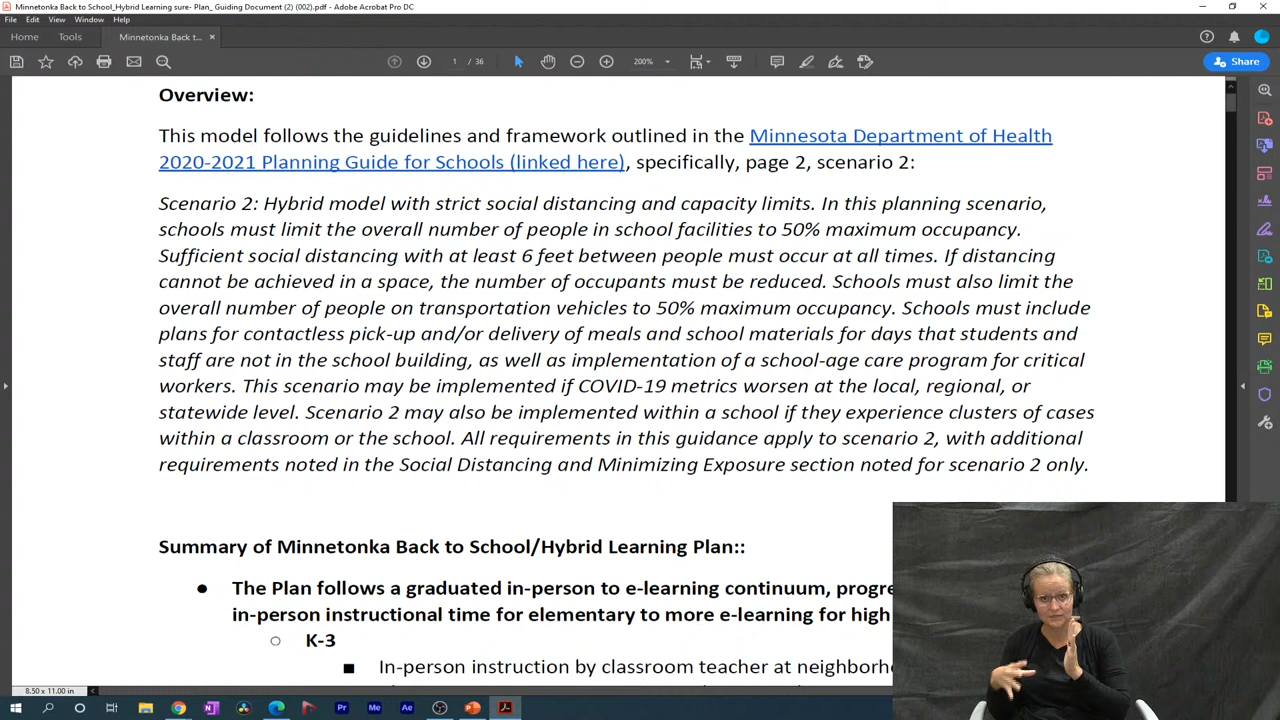 Minnetonka Back to School_Hybrid Learning sure- Plan_ Guiding Document (2) (002).pdf - Adobe Acrobat Pro DC
File Edit View Window Help
Home Tools Minnetonka Back t... ×
1 / 36 200% Share
Overview:
This model follows the guidelines and framework outlined in the Minnesota Department of Health
2020-2021 Planning Guide for Schools (linked here), specifically, page 2, scenario 2:
Scenario 2: Hybrid model with strict social distancing and capacity limits. In this planning scenario,
schools must limit the overall number of people in school facilities to 50% maximum occupancy.
Sufficient social distancing with at least 6 feet between people must occur at all times. If distancing
cannot be achieved in a space, the number of occupants must be reduced. Schools must also limit the
overall number of people on transportation vehicles to 50% maximum occupancy. Schools must include
plans for contactless pick-up and/or delivery of meals and school materials for days that students and
staff are not in the school building, as well as implementation of a school-age care program for critical
workers. This scenario may be implemented if COVID-19 metrics worsen at the local, regional, or
statewide level. Scenario 2 may also be implemented within a school if they experience clusters of cases
within a classroom or the school. All requirements in this guidance apply to scenario 2, with additional
requirements noted in the Social Distancing and Minimizing Exposure section noted for scenario 2 only.
Summary of Minnetonka Back to School/Hybrid Learning Plan::
● The Plan follows a graduated in-person to e-learning continuum, progre
in-person instructional time for elementary to more e-learning for high
○ K-3
■ In-person instruction by classroom teacher at neighborho
8.50 x 11.00 in
Pr Me Ae